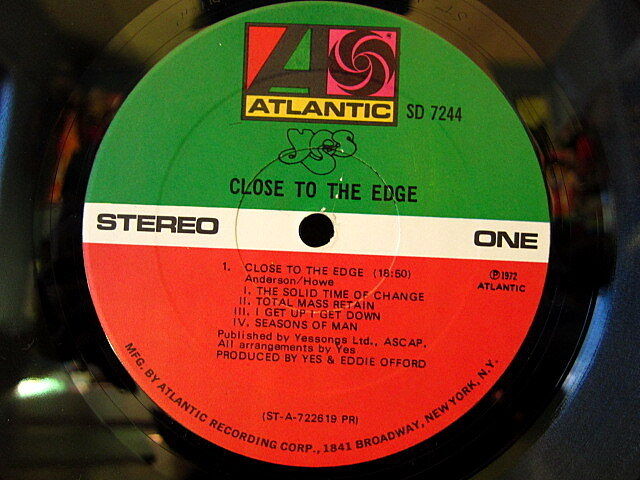 ATLANTIC
SD 7244
yes
CLOSE TO THE EDGE
STEREO
ONE
1. CLOSE TO THE EDGE (18:50)
Anderson/Howe
I. THE SOLID TIME OF CHANGE
II. TOTAL MASS RETAIN
III. I GET UP I GET DOWN
IV. SEASONS OF MAN
Published by Yessongs Ltd., ASCAP.
All arrangements by Yes
PRODUCED BY YES & EDDIE OFFORD
℗1972
ATLANTIC
(ST-A-722619 PR)
MFG. BY ATLANTIC RECORDING CORP., 1841 BROADWAY, NEW YORK, N.Y.